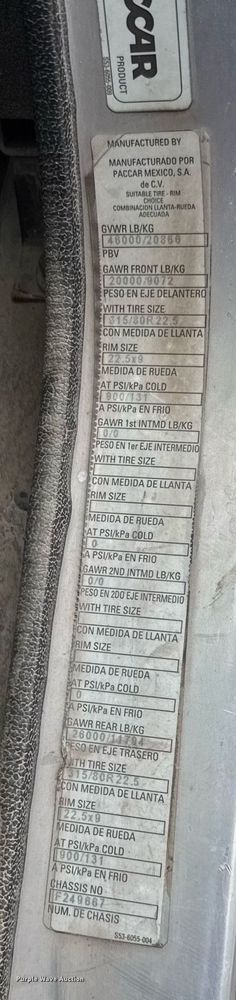 SCAR
PRODUCT
S53-6055-003
MANUFACTURED BY
MANUFACTURADO POR
PACCAR MEXICO, S.A.
de C.V.
SUITABLE TIRE - RIM
CHOICE
COMBINACION LLANTA-RUEDA
ADECUADA
GVWR LB/KG
46000/20866
PBV
GAWR FRONT LB/KG
20000/9072
PESO EN EJE DELANTERO
WITH TIRE SIZE
315/80R22.5
CON MEDIDA DE LLANTA
RIM SIZE
22.5x9
MEDIDA DE RUEDA
AT PSI/kPa COLD
900/131
A PSI/kPa EN FRIO
GAWR 1st INTMD LB/KG
0/0
PESO EN 1er EJE INTERMEDIO
WITH TIRE SIZE
CON MEDIDA DE LLANTA
RIM SIZE
MEDIDA DE RUEDA
AT PSI/kPa COLD
0
A PSI/kPa EN FRIO
GAWR 2ND INTMD LB/KG
0/0
PESO EN 200 EJE INTERMEDIO
WITH TIRE SIZE
CON MEDIDA DE LLANTA
RIM SIZE
MEDIDA DE RUEDA
AT PSI/kPa COLD
0
A PSI/kPa EN FRIO
GAWR REAR LB/KG
26000/11794
PESO EN EJE TRASERO
WITH TIRE SIZE
315/80R22.5
CON MEDIDA DE LLANTA
RIM SIZE
22.5x9
MEDIDA DE RUEDA
AT PSI/kPa COLD
900/131
A PSI/kPa EN FRIO
CHASSIS NO
F249667
NUM. DE CHASIS
S53-6055-004
Purple Wave Auction